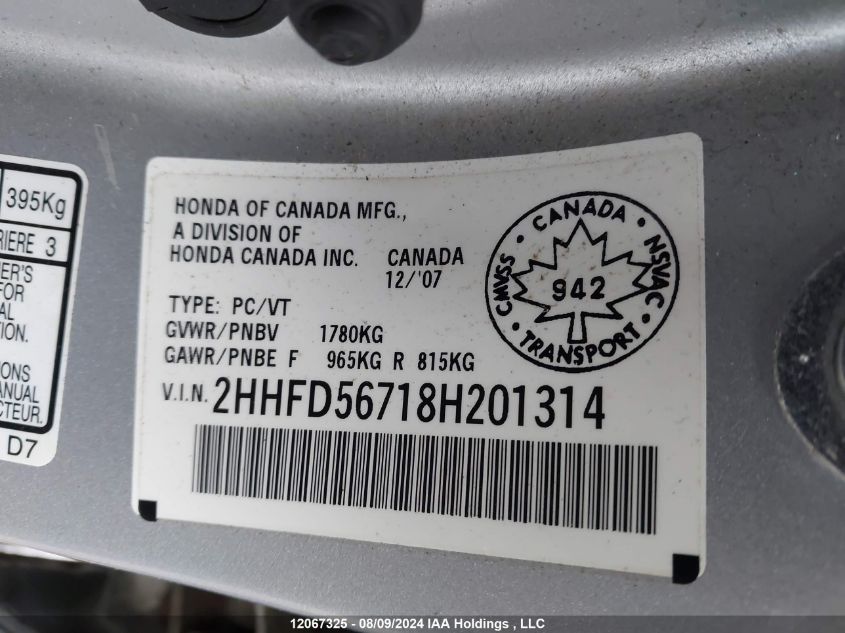 395Kg
RIERE 3
ER'S
FOR
AL
TION.
ONS
ANUAL
CTEUR.
D7
HONDA OF CANADA MFG.,
A DIVISION OF
HONDA CANADA INC. CANADA
12/'07
TYPE: PC/VT
GVWR/PNBV 1780KG
GAWR/PNBE F 965KG R 815KG
V.I.N. 2HHFD56718H201314
CANADA
CMVSS 942 NSVAC
TRANSPORT
12067325 - 08/09/2024 IAA Holdings , LLC